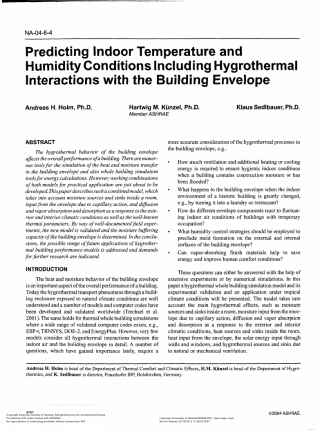 NA-04-8-4
Predicting Indoor Temperature and
Humidity Conditions Including Hygrothermal
Interactions with the Building Envelope
Andreas H. Holm, Ph.D.
Hartwig M. Künzel, Ph.D.
Member ASHRAE
Klaus Sedlbauer, Ph.D.
ABSTRACT
The hygrothermal behavior of the building envelope
affects the overall performance of a building. There are numer-
ous tools for the simulation of the heat and moisture transfer
in the building envelope and also whole building simulation
tools for energy calculations. However, working combinations
of both models for practical application are just about to be
developed. This paper describes such a combined model, which
takes into account moisture sources and sinks inside a room,
input from the envelope due to capillary action, and diffusion
and vapor absorption and desorption as a response to the exte-
rior and interior climatic conditions as well as the well-known
thermal parameters. By way of well-documented field exper-
iments, the new model is validated and the moisture buffering
capacity of the building envelope is determined. In the conclu-
sions, the possible range of future applications of hygrother-
mal building performance models is addressed and demands
for further research are indicated.
INTRODUCTION
The heat and moisture behavior of the building envelope
is an important aspect of the overall performance of a building.
Today the hygrothermal transport phenomena through a build-
ing enclosure exposed to natural climate conditions are well
understood and a number of models and computer codes have
been developed and validated worldwide (Trechsel et al.
2001). The same holds for thermal whole building simulations
where a wide range of validated computer codes exists, e.g.,
ESP-r, TRNSYS, DOE-2, and EnergyPlus. However, very few
models consider all hygrothermal interactions between the
indoor air and the building envelope in detail. A number of
questions, which have gained importance lately, require a
more accurate consideration of the hygrothermal processes in
the building envelope, e.g.:
• How much ventilation and additional heating or cooling
energy is required to ensure hygienic indoor conditions
when a building contains construction moisture or has
been flooded?
• What happens to the building envelope when the indoor
environment of a historic building is greatly changed,
e.g., by turning it into a laundry or restaurant?
• How do different envelope components react to fluctuat-
ing indoor air conditions of buildings with temporary
occupation?
• What humidity control strategies should be employed to
preclude mold formation on the external and internal
surfaces of the building envelope?
• Can vapor-absorbing finish materials help to save
energy and improve human comfort conditions?
These questions can either be answered with the help of
extensive experiments or by numerical simulations. In this
paper a hygrothermal whole building simulation model and its
experimental validation and an application under tropical
climate conditions will be presented. The model takes into
account the main hygrothermal effects, such as moisture
sources and sinks inside a room, moisture input from the enve-
lope due to capillary action, diffusion and vapor absorption
and desorption as a response to the exterior and interior
climatic conditions, heat sources and sinks inside the room,
heat input from the envelope, the solar energy input through
walls and windows, and hygrothermal sources and sinks due
to natural or mechanical ventilation.
Andreas H. Holm is head of the Department of Thermal Comfort and Climatic Effects, H.M. Künzel is head of the Department of Hygro-
thermics, and K. Sedlbauer is director, Fraunhofer IBP, Holzkirchen, Germany.
©2004 ASHRAE.